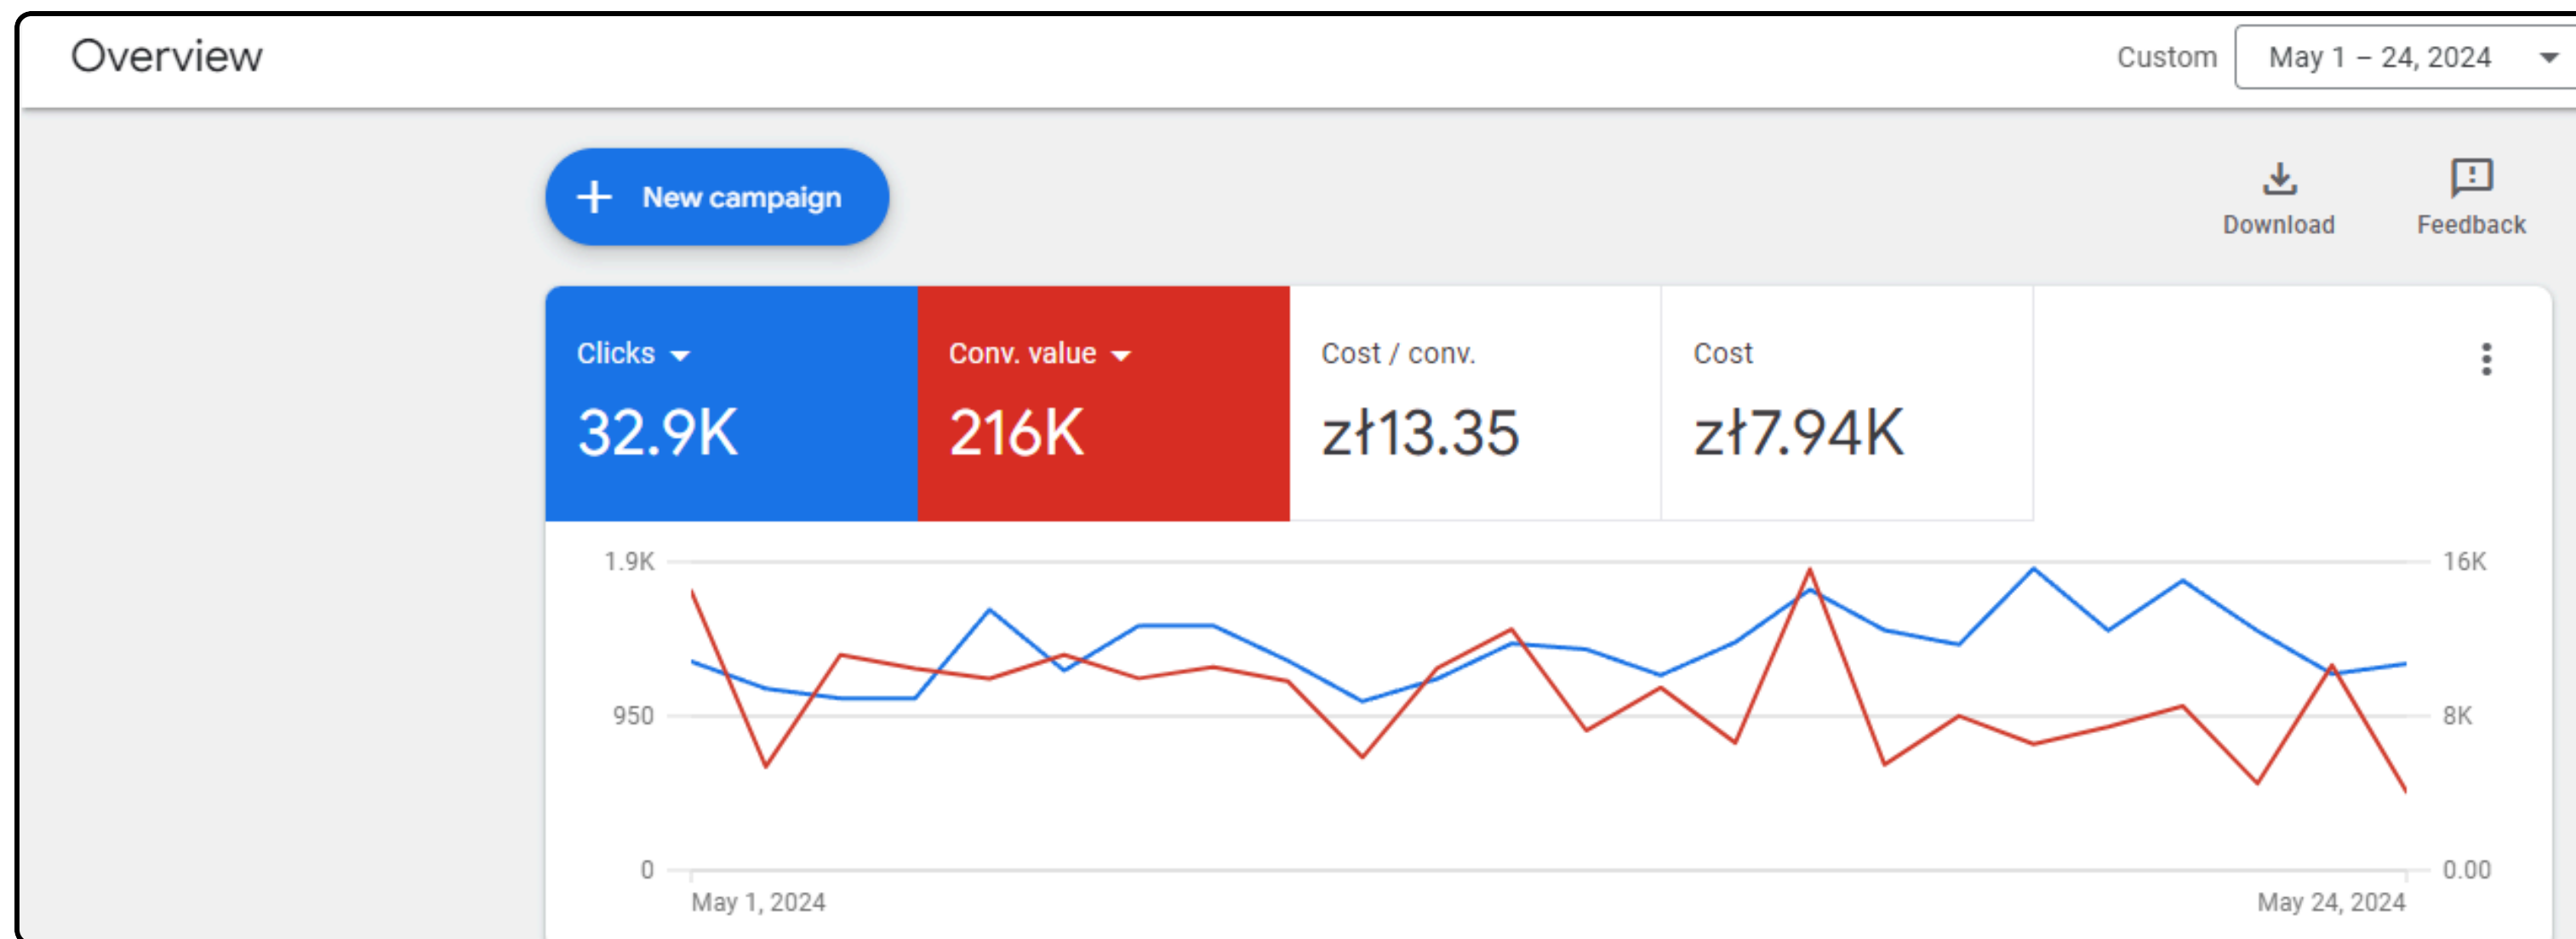 Overview
Custom
May 1 – 24, 2024
New campaign
Download
Feedback
Clicks
Conv. value
Cost / conv.
Cost
32.9K
216K
zł13.35
zł7.94K
1.9K
16K
950
8K
0
0.00
May 1, 2024
May 24, 2024